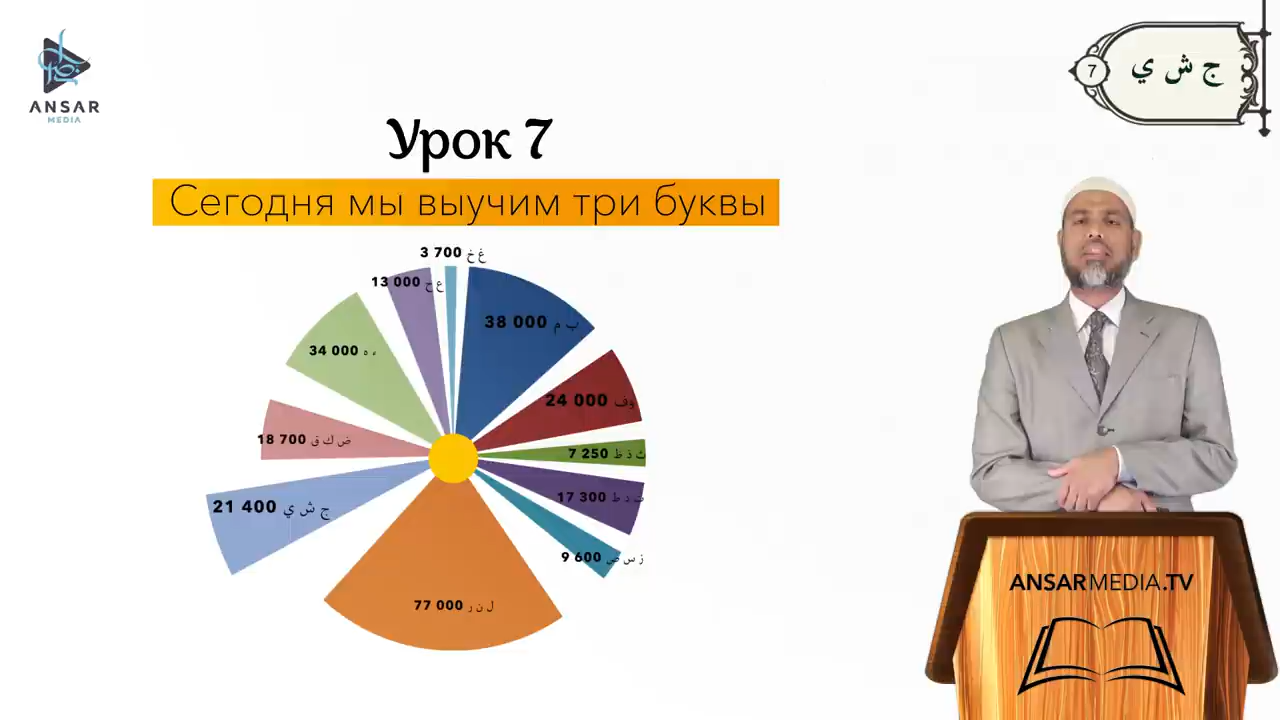 ANSAR
MEDIA
7
ج ش ي
Урок 7
Сегодня мы выучим три буквы
3 700 غ خ
13 000 ع ح
38 000 ب م
34 000 ء ه
24 000 و ف
18 700 ض ك ق
7 250 ث ذ ظ
17 300 ت د ط
21 400 ج ش ي
9 600 ز س ص
77 000 ل ن ر
ANSARMEDIA.TV